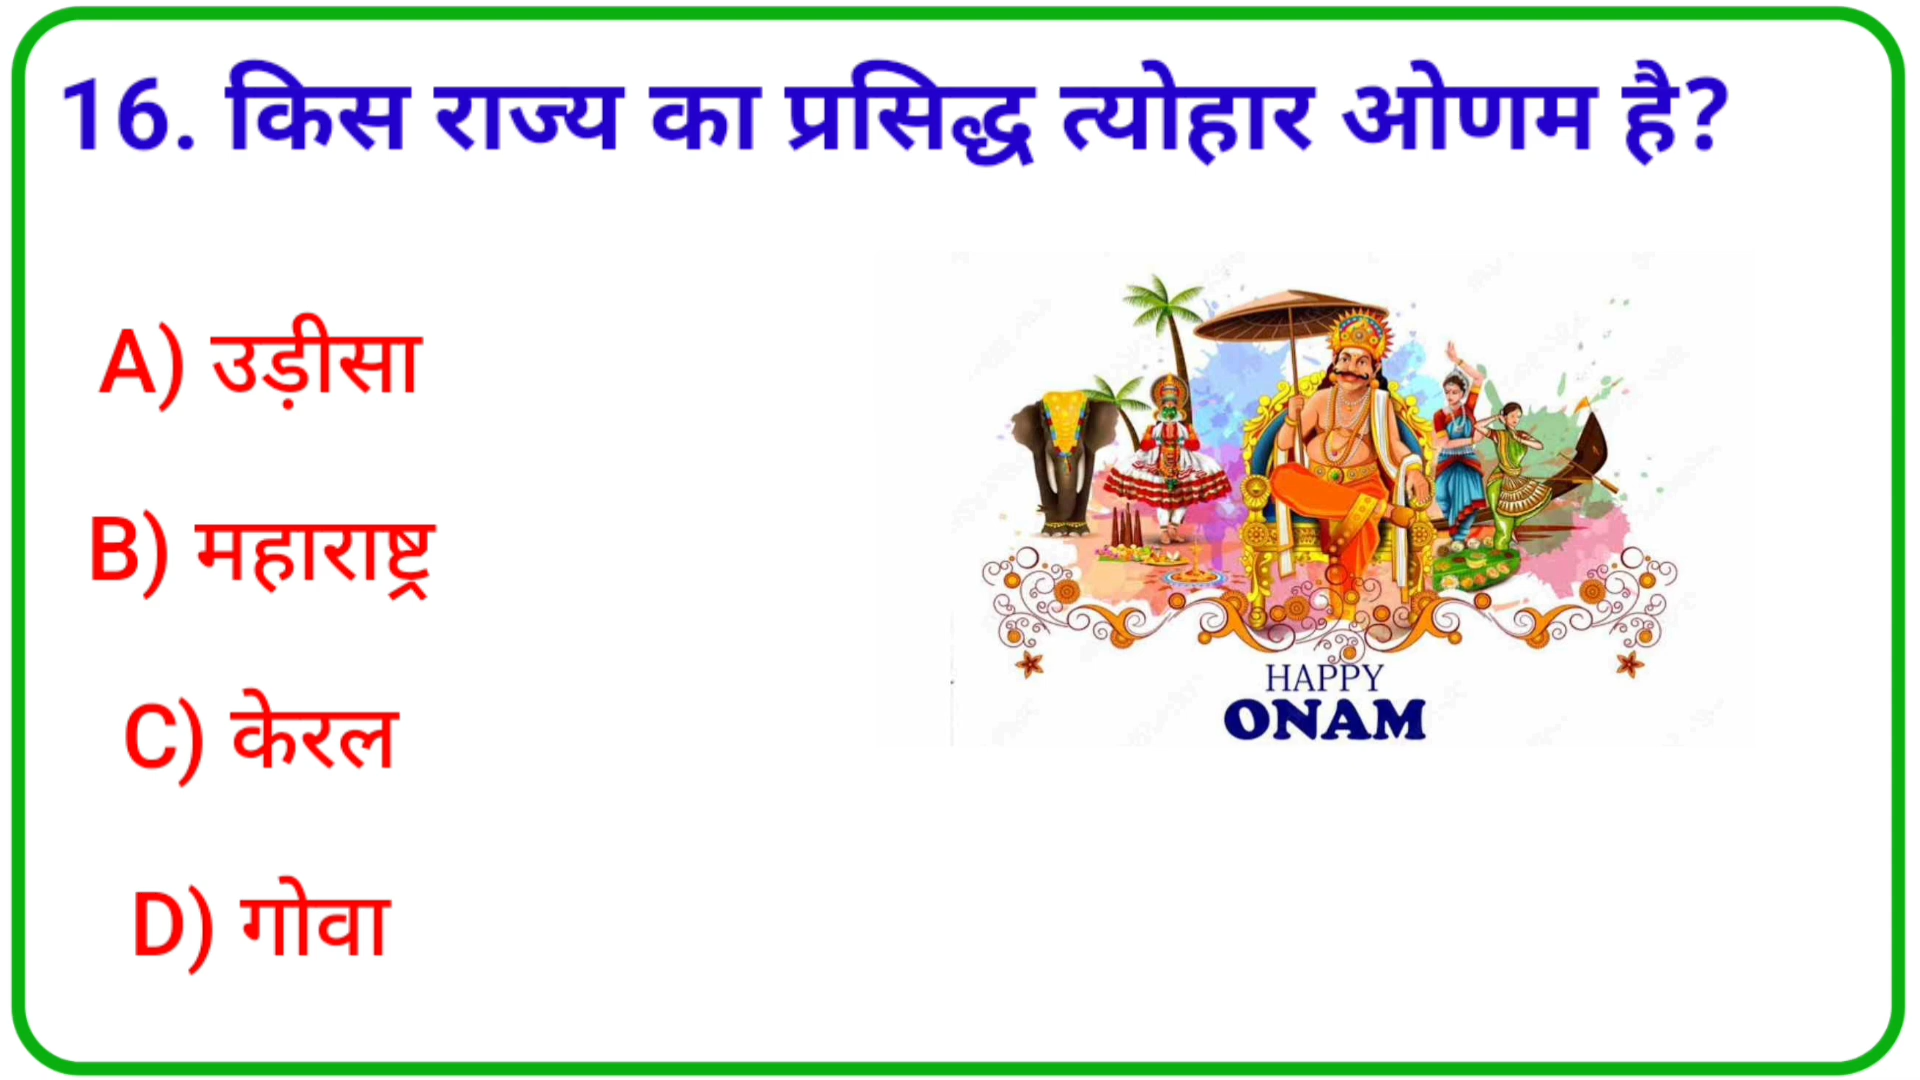 16. किस राज्य का प्रसिद्ध त्योहार ओणम है?
A) उड़ीसा
B) महाराष्ट्र
C) केरल
D) गोवा
HAPPY
ONAM